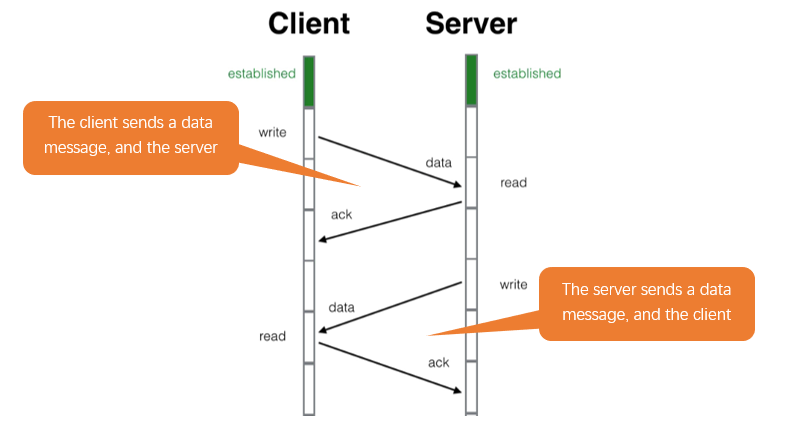 Client Server
established established
The client sends a data
message, and the server
write
data
read
ack
write
The server sends a data
message, and the client
data
read
ack